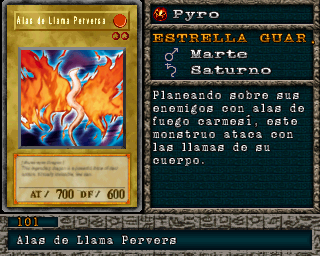 Alas de Llama Perversa
AT/ 700 DF/ 600
Pyro
ESTRELLA GUAR.
Marte
Saturno
Planeando sobre sus
enemigos con alas de
fuego carmesí, este
monstruo ataca con
las llamas de su
cuerpo.
101
Alas de Llama Pervers